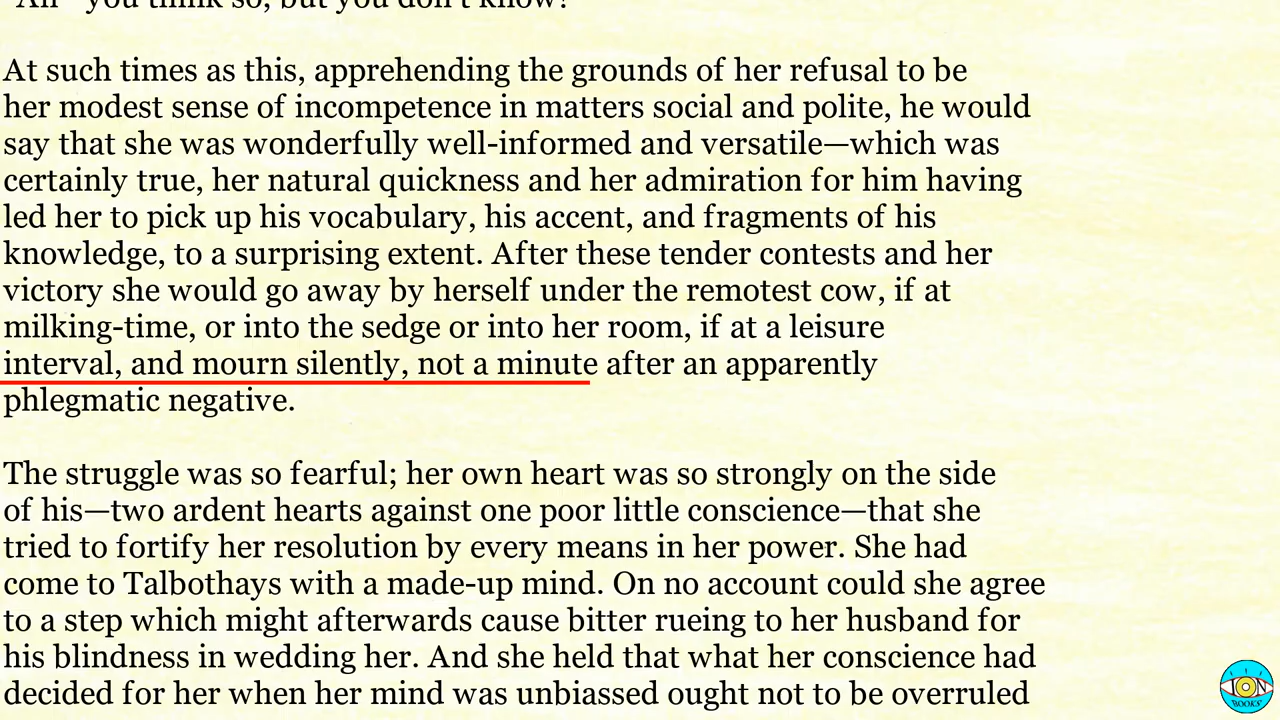 "Ah—you think so, but you don't know!"
At such times as this, apprehending the grounds of her refusal to be
her modest sense of incompetence in matters social and polite, he would
say that she was wonderfully well-informed and versatile—which was
certainly true, her natural quickness and her admiration for him having
led her to pick up his vocabulary, his accent, and fragments of his
knowledge, to a surprising extent. After these tender contests and her
victory she would go away by herself under the remotest cow, if at
milking-time, or into the sedge or into her room, if at a leisure
interval, and mourn silently, not a minute after an apparently
phlegmatic negative.
The struggle was so fearful; her own heart was so strongly on the side
of his—two ardent hearts against one poor little conscience—that she
tried to fortify her resolution by every means in her power. She had
come to Talbothays with a made-up mind. On no account could she agree
to a step which might afterwards cause bitter rueing to her husband for
his blindness in wedding her. And she held that what her conscience had
decided for her when her mind was unbiassed ought not to be overruled
ION
BOOKS